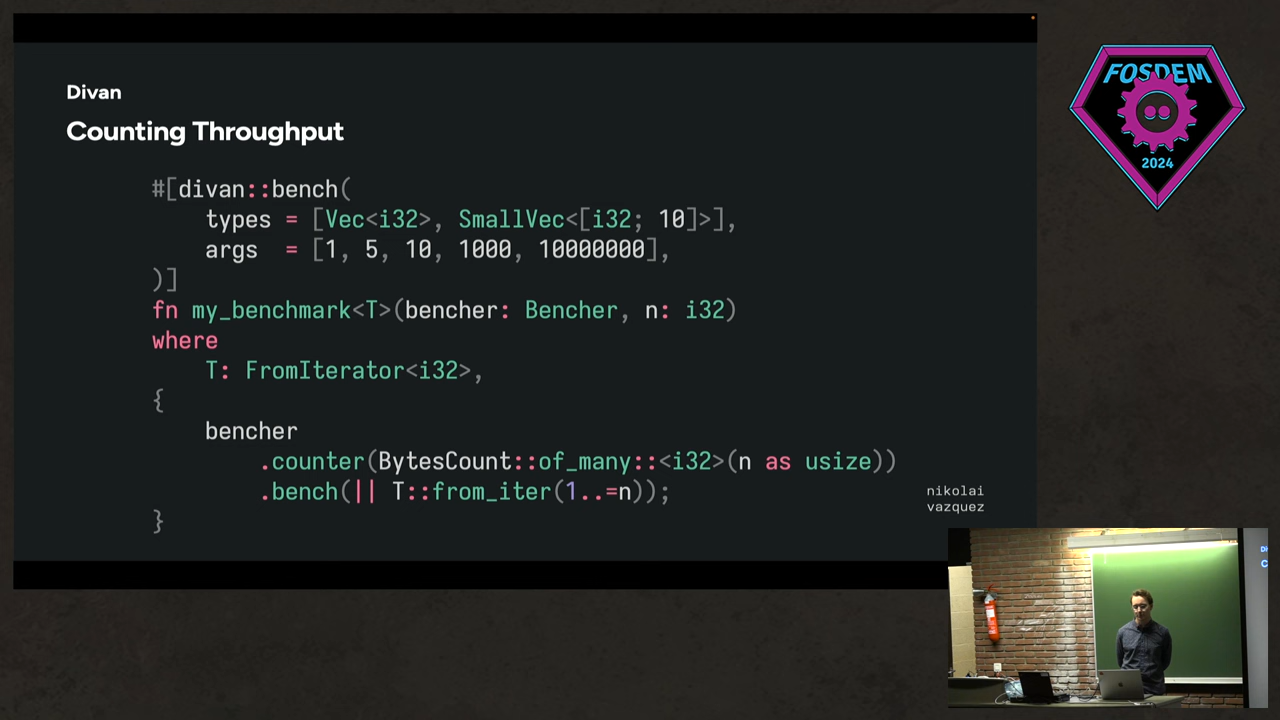 Divan
Counting Throughput
#[divan::bench(
    types = [Vec<i32>, SmallVec<[i32; 10]>],
    args  = [1, 5, 10, 1000, 10000000],
)]
fn my_benchmark<T>(bencher: Bencher, n: i32)
where
    T: FromIterator<i32>,
{
    bencher
        .counter(BytesCount::of_many::<i32>(n as usize))
        .bench(|| T::from_iter(1..=n));
}
nikolai
vazquez
FOSDEM
2024